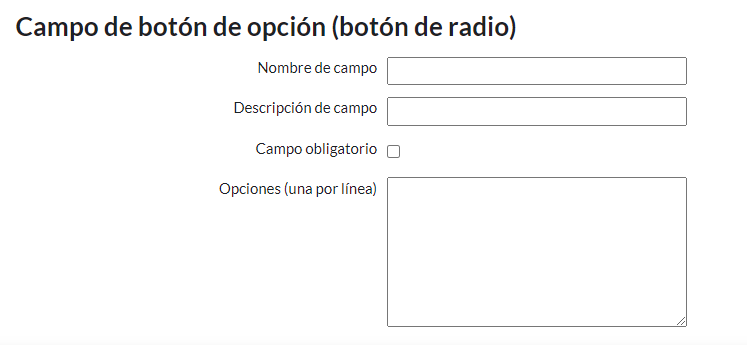 Campo de botón de opción (botón de radio)
Nombre de campo
Descripción de campo
Campo obligatorio
Opciones (una por línea)